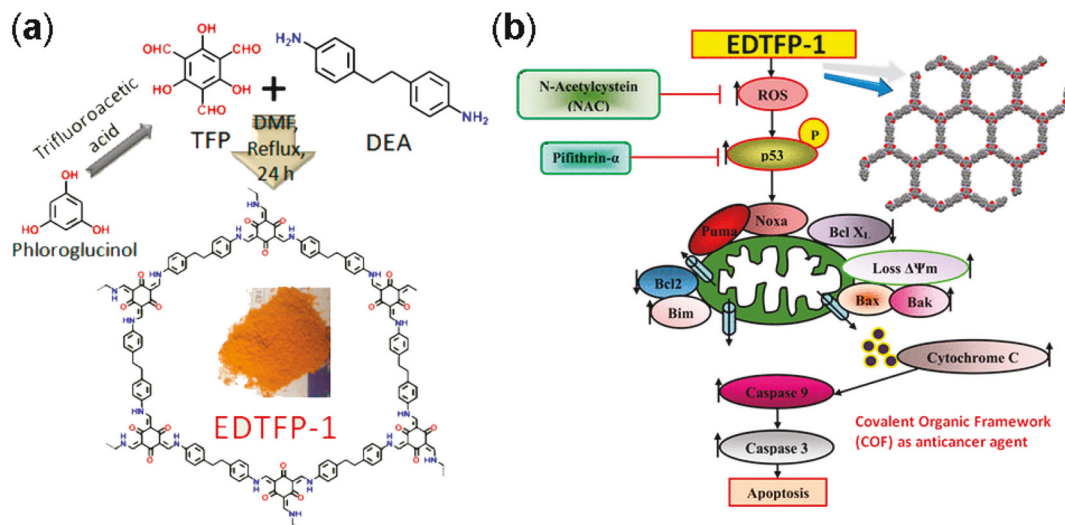 (a)
CHO
HO
OH
OHC
CHO
OH
TFP
+
H₂N
NH₂
DEA
Trifluoroacetic
acid
DMF,
Reflux,
24 h
OH
HO
OH
Phloroglucinol
EDTFP-1
(b)
EDTFP-1
N-Acetylcystein
(NAC)
ROS
P
Pifithrin-α
p53
Puma
Noxa
Bcl XL
Loss ΔΨm
Bcl2
Bim
Bax
Bak
Cytochrome C
Caspase 9
Covalent Organic Framework
(COF) as anticancer agent
Caspase 3
Apoptosis